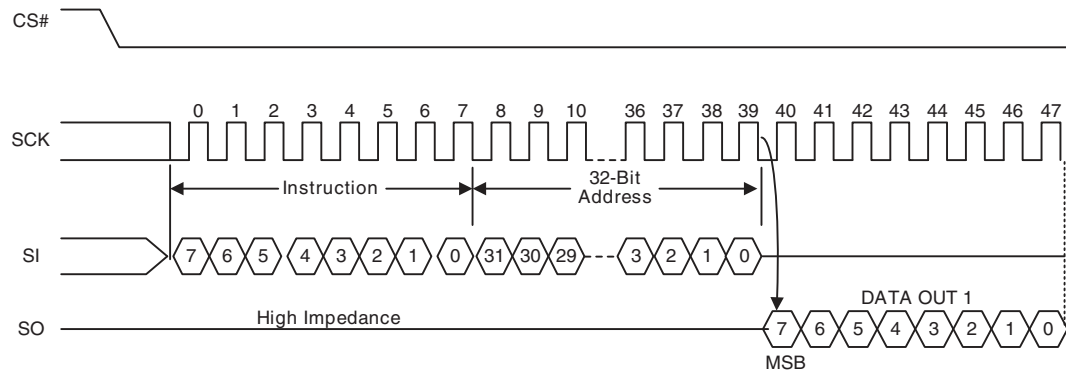 CS#
0 1 2 3 4 5 6 7 8 9 10 36 37 38 39 40 41 42 43 44 45 46 47
SCK
Instruction
32-Bit
Address
SI
7 6 5 4 3 2 1 0 31 30 29 3 2 1 0
DATA OUT 1
High Impedance
SO
7 6 5 4 3 2 1 0
MSB